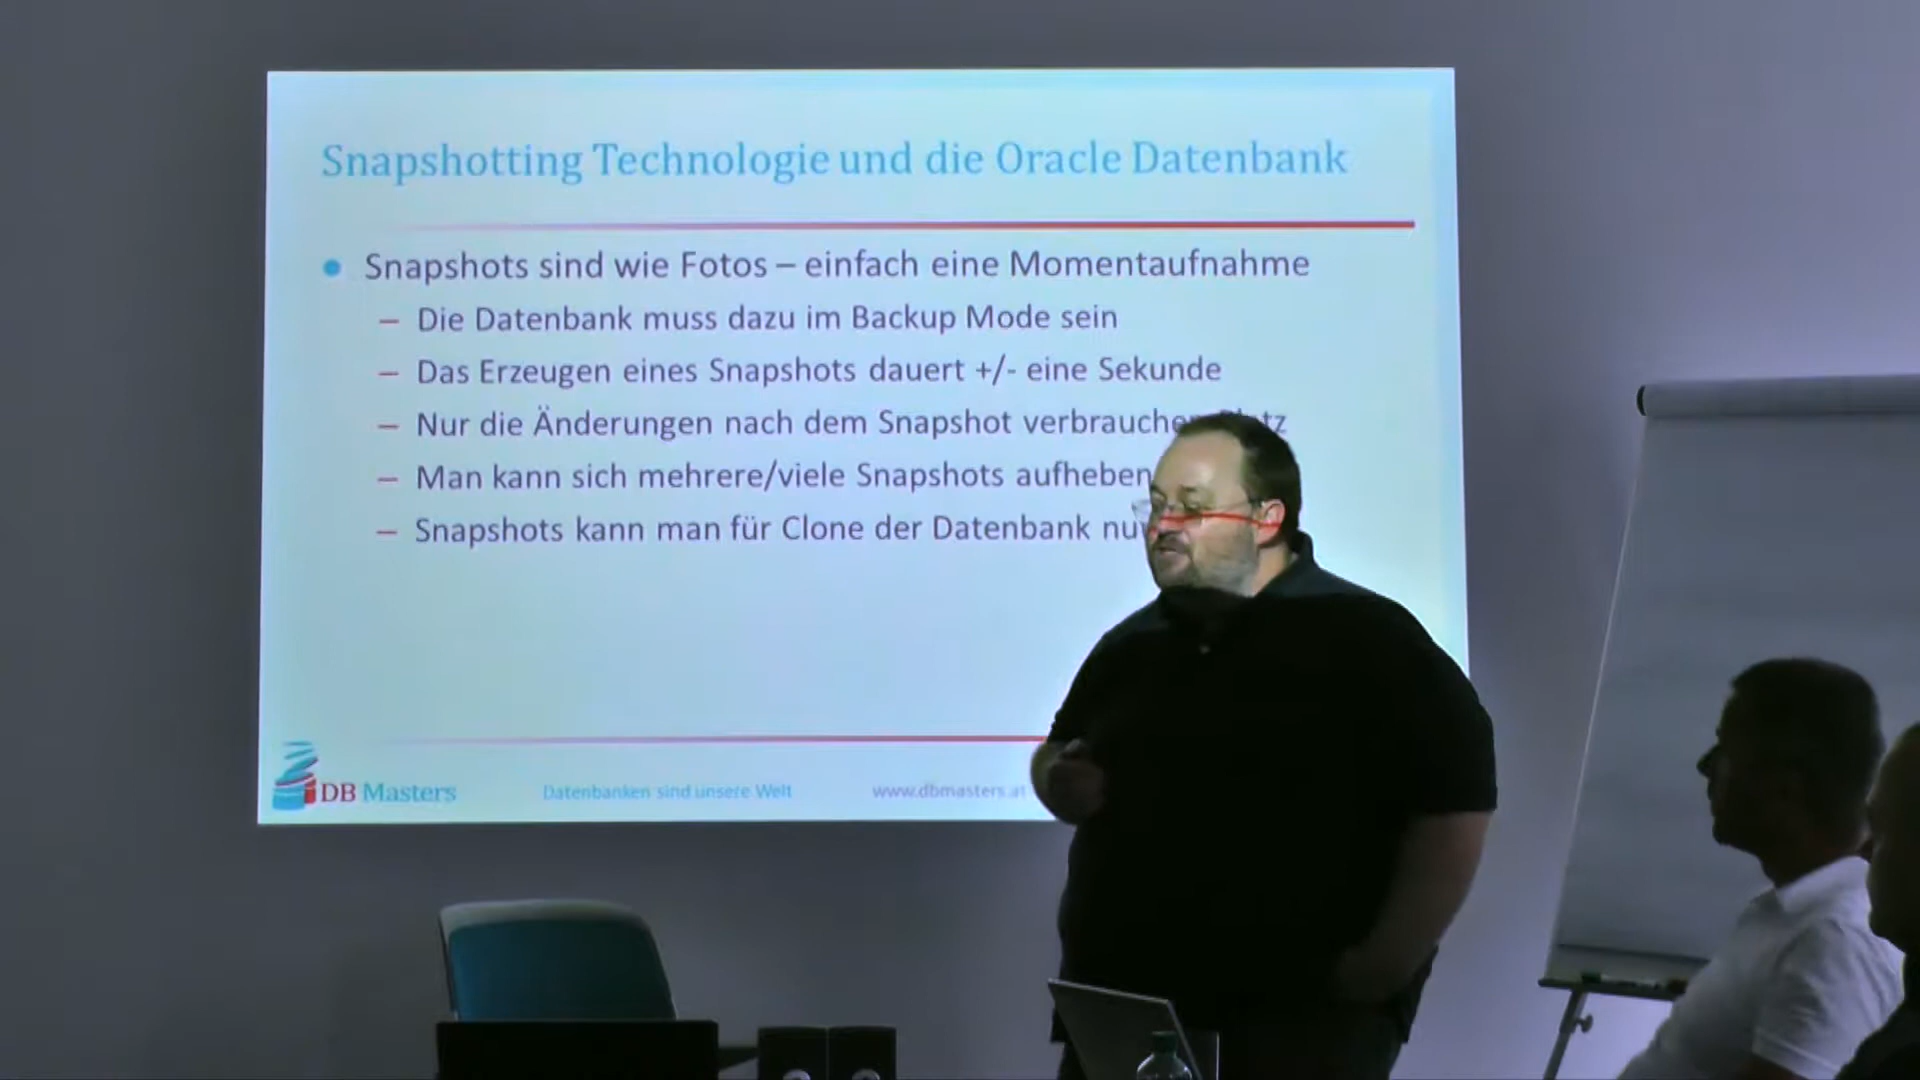 Snapshotting Technologie und die Oracle Datenbank
Snapshots sind wie Fotos – einfach eine Momentaufnahme
– Die Datenbank muss dazu im Backup Mode sein
– Das Erzeugen eines Snapshots dauert +/- eine Sekunde
– Nur die Änderungen nach dem Snapshot verbrauchen Platz
– Man kann sich mehrere/viele Snapshots aufheben
– Snapshots kann man für Clone der Datenbank
DB Masters
Datenbanken sind unsere Welt
www.dbmasters.at